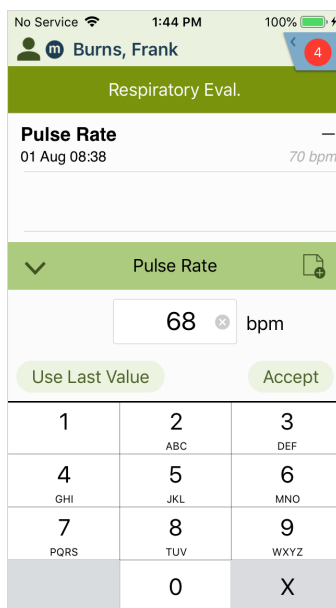 No Service 1:44 PM 100%
m Burns, Frank 4
Respiratory Eval.
Pulse Rate —
01 Aug 08:38 70 bpm
Pulse Rate
68 bpm
Use Last Value Accept
1 2 3
ABC DEF
4 5 6
GHI JKL MNO
7 8 9
PQRS TUV WXYZ
0 X